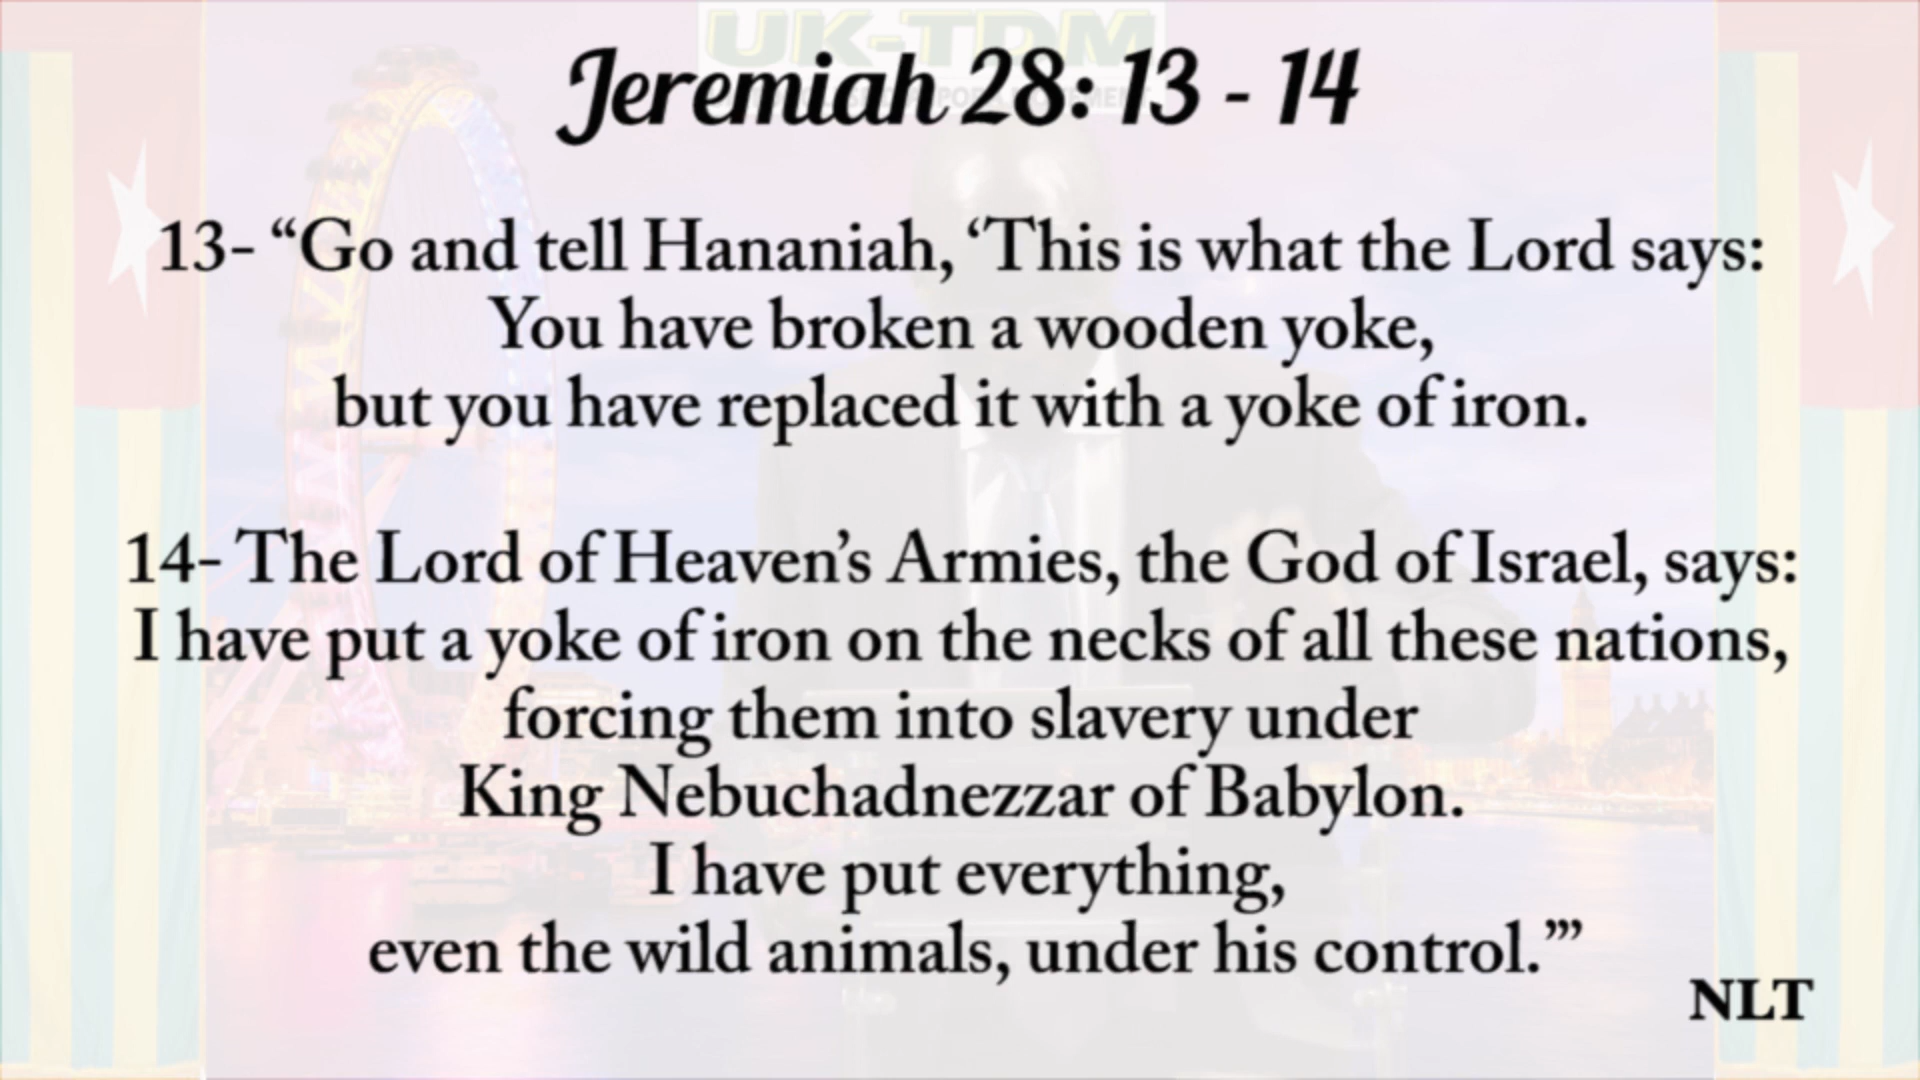 UK-TDM
Jeremiah 28: 13 - 14
13- “Go and tell Hananiah, ‘This is what the Lord says:
You have broken a wooden yoke,
but you have replaced it with a yoke of iron.
14- The Lord of Heaven’s Armies, the God of Israel, says:
I have put a yoke of iron on the necks of all these nations,
forcing them into slavery under
King Nebuchadnezzar of Babylon.
I have put everything,
even the wild animals, under his control.’”
NLT